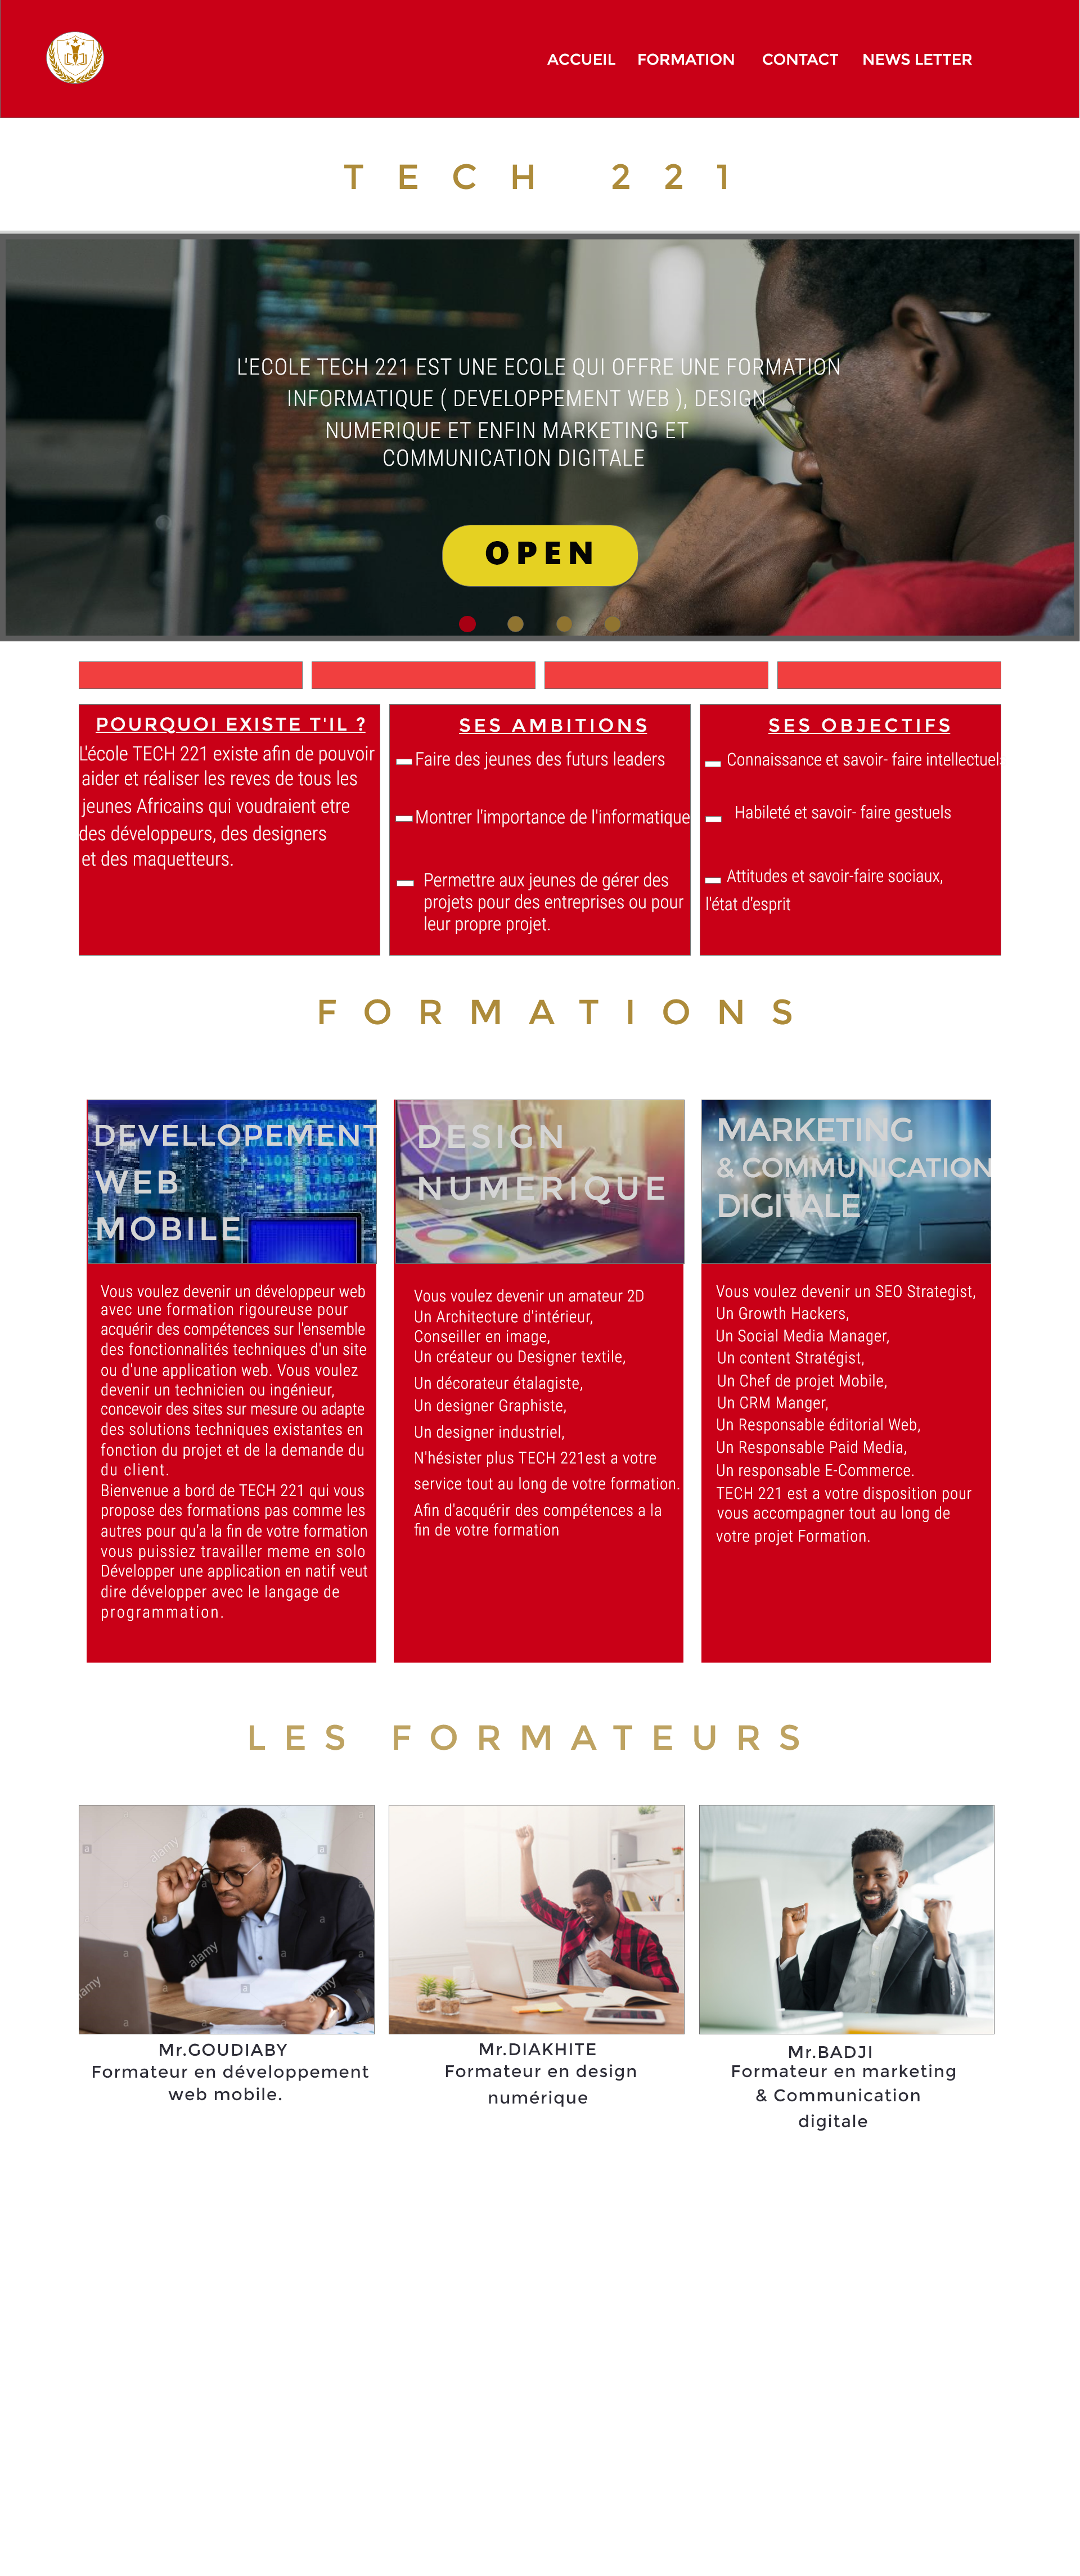 ACCUEIL FORMATION CONTACT NEWS LETTER
TECH 221
L'ECOLE TECH 221 EST UNE ECOLE QUI OFFRE UNE FORMATION
INFORMATIQUE ( DEVELOPPEMENT WEB ), DESIGN
NUMERIQUE ET ENFIN MARKETING ET
COMMUNICATION DIGITALE
OPEN
POURQUOI EXISTE T'IL ?
L'école TECH 221 existe afin de pouvoir
aider et réaliser les reves de tous les
jeunes Africains qui voudraient etre
des développeurs, des designers
et des maquetteurs.
SES AMBITIONS
Faire des jeunes des futurs leaders
Montrer l'importance de l'informatique
Permettre aux jeunes de gérer des
projets pour des entreprises ou pour
leur propre projet.
SES OBJECTIFS
Connaissance et savoir- faire intellectuels
Habileté et savoir- faire gestuels
Attitudes et savoir-faire sociaux,
l'état d'esprit
FORMATIONS
DEVELLOPEMENT
WEB
MOBILE
Vous voulez devenir un développeur web
avec une formation rigoureuse pour
acquérir des compétences sur l'ensemble
des fonctionnalités techniques d'un site
ou d'une application web. Vous voulez
devenir un technicien ou ingénieur,
concevoir des sites sur mesure ou adapte
des solutions techniques existantes en
fonction du projet et de la demande du
du client.
Bienvenue a bord de TECH 221 qui vous
propose des formations pas comme les
autres pour qu'a la fin de votre formation
vous puissiez travailler meme en solo
Développer une application en natif veut
dire développer avec le langage de
programmation.
DESIGN
NUMERIQUE
Vous voulez devenir un amateur 2D
Un Architecture d'intérieur,
Conseiller en image,
Un créateur ou Designer textile,
Un décorateur étalagiste,
Un designer Graphiste,
Un designer industriel,
N'hésister plus TECH 221est a votre
service tout au long de votre formation.
Afin d'acquérir des compétences a la
fin de votre formation
MARKETING
& COMMUNICATION
DIGITALE
Vous voulez devenir un SEO Strategist,
Un Growth Hackers,
Un Social Media Manager,
Un content Stratégist,
Un Chef de projet Mobile,
Un CRM Manger,
Un Responsable éditorial Web,
Un Responsable Paid Media,
Un responsable E-Commerce.
TECH 221 est a votre disposition pour
vous accompagner tout au long de
votre projet Formation.
LES FORMATEURS
alamy
alamy
alamy
Mr.GOUDIABY
Formateur en développement
web mobile.
Mr.DIAKHITE
Formateur en design
numérique
Mr.BADJI
Formateur en marketing
& Communication
digitale